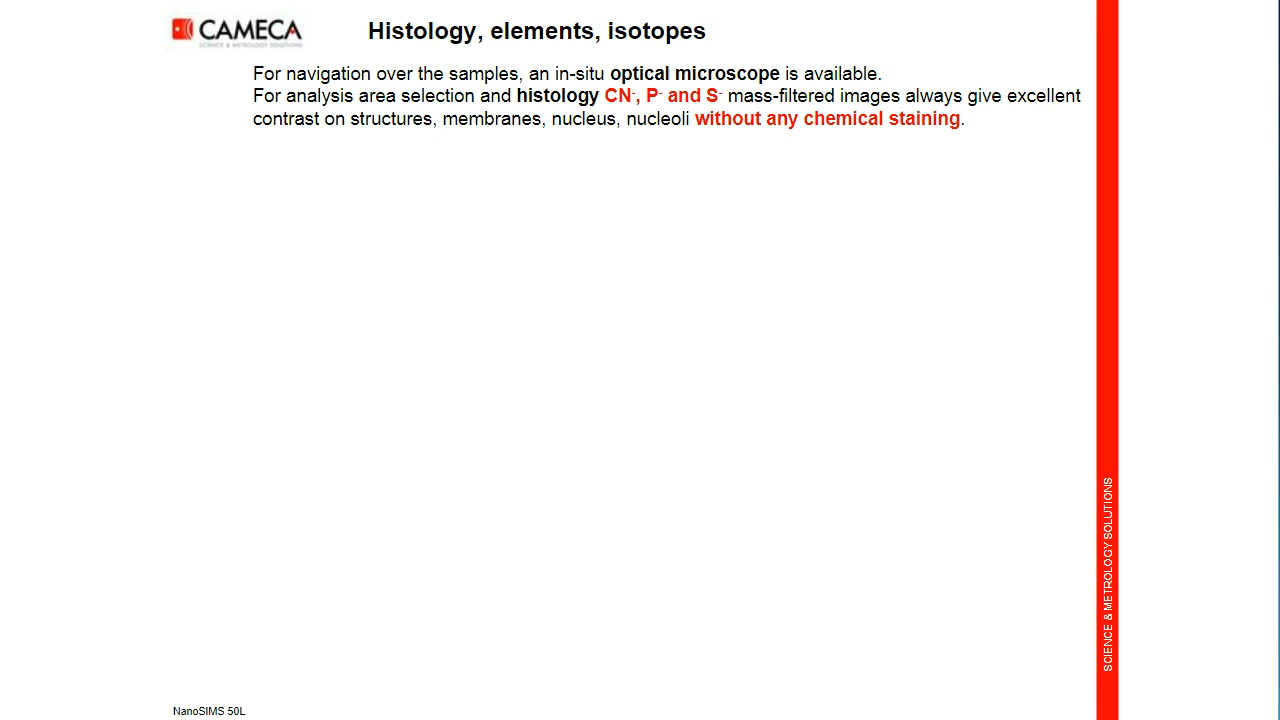 CAMECA
SCIENCE & METROLOGY SOLUTIONS
Histology, elements, isotopes
For navigation over the samples, an in-situ optical microscope is available.
For analysis area selection and histology CN⁻, P⁻ and S⁻ mass-filtered images always give excellent
contrast on structures, membranes, nucleus, nucleoli without any chemical staining.
SCIENCE & METROLOGY SOLUTIONS
NanoSIMS 50L